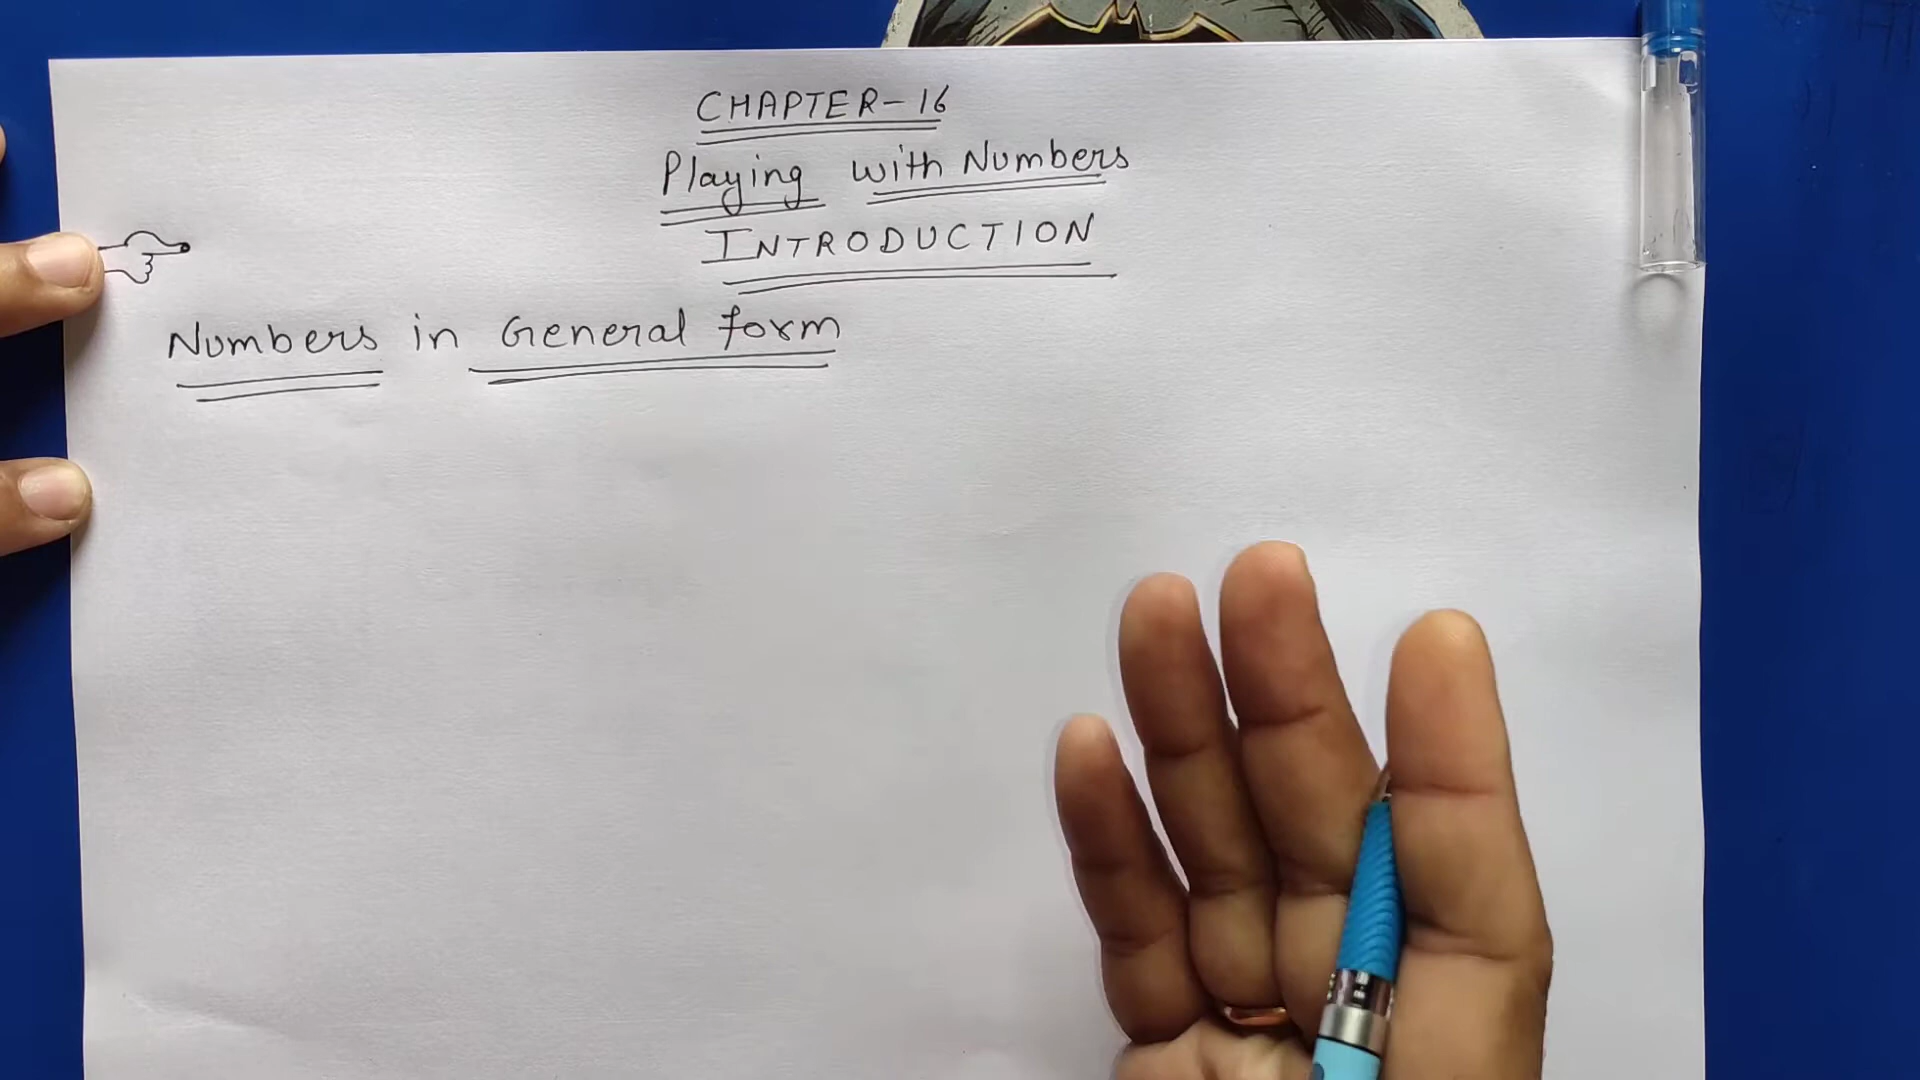 CHAPTER-16
Playing with Numbers
INTRODUCTION
Numbers in General form